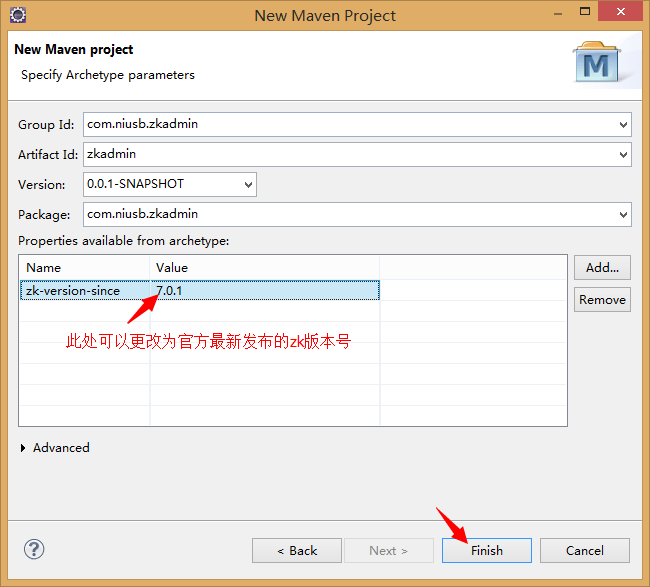 New Maven Project
New Maven project
Specify Archetype parameters
M
Group Id: com.niusb.zkadmin
Artifact Id: zkadmin
Version: 0.0.1-SNAPSHOT
Package: com.niusb.zkadmin
Properties available from archetype:
Name Value
Add...
zk-version-since 7.0.1
Remove
此处可以更改为官方最新发布的zk版本号
Advanced
? < Back Next > Finish Cancel